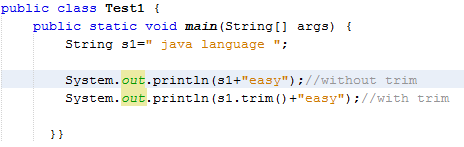 public class Test1 {
    public static void main(String[] args) {
        String s1=" java language ";
        System.out.println(s1+"easy");//without trim
        System.out.println(s1.trim()+"easy");//with trim
      }}